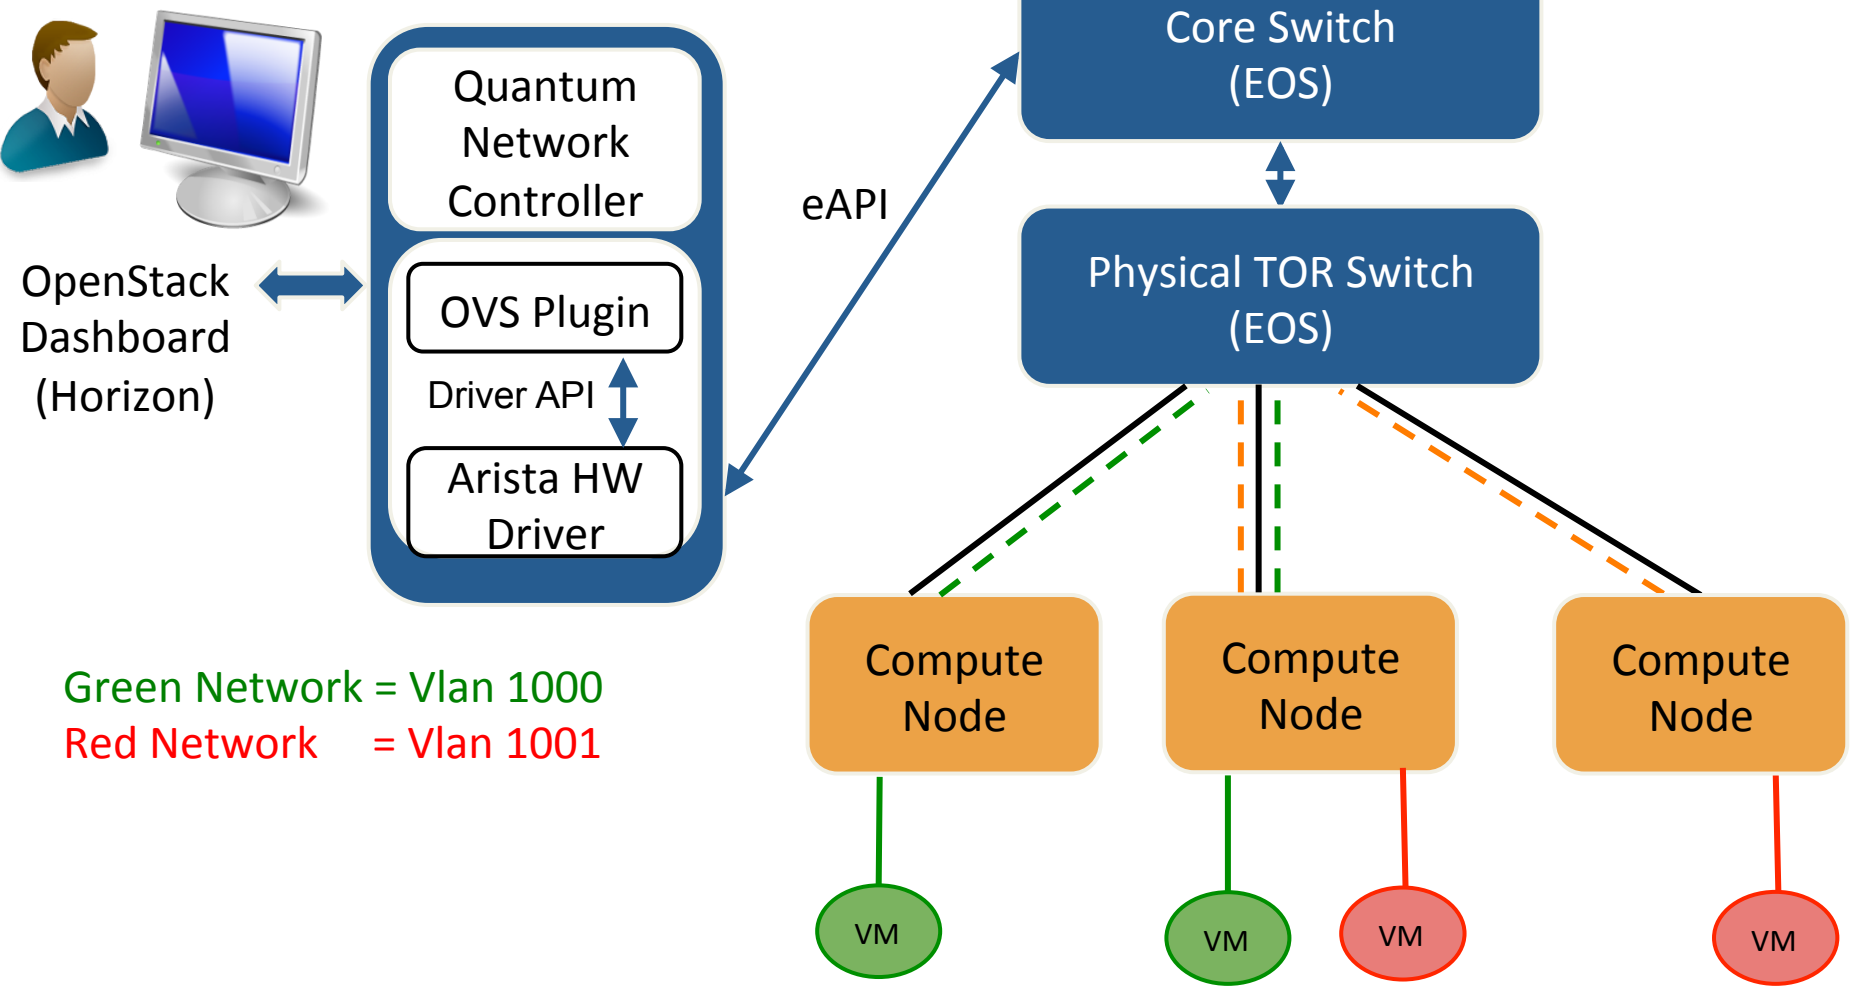 OpenStack
Dashboard
(Horizon)
Quantum
Network
Controller
OVS Plugin
Driver API
Arista HW
Driver
eAPI
Core Switch
(EOS)
Physical TOR Switch
(EOS)
Compute
Node
Compute
Node
Compute
Node
VM
VM
VM
VM
Green Network = Vlan 1000
Red Network = Vlan 1001